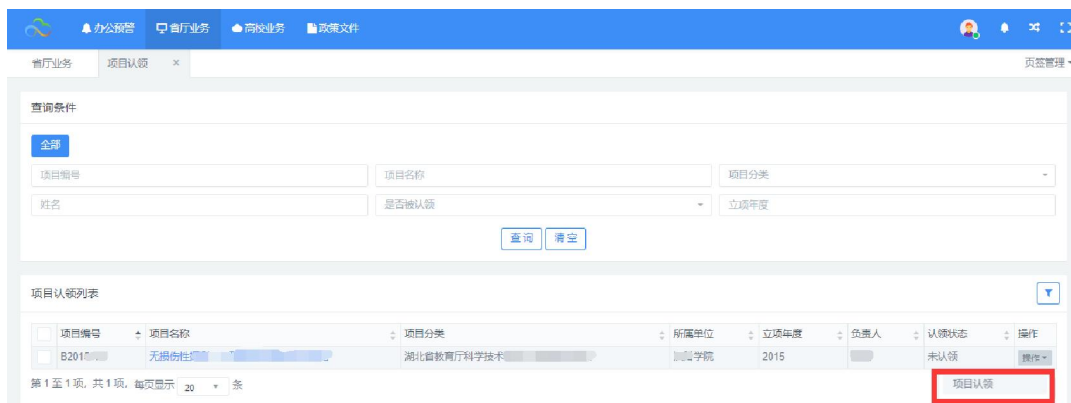 办公预警 省厅业务 高校业务 政策文件
省厅业务 项目认领 × 页签管理
查询条件
全部
项目编号 项目名称 项目分类
姓名 是否被认领 立项年度
查询 清空
项目认领列表
项目编号 项目名称 项目分类 所属单位 立项年度 负责人 认领状态 操作
B2015 无损伤性 湖北省教育厅科学技术 学院 2015 未认领 操作
第 1 至 1 项, 共 1 项, 每页显示 20 条
项目认领